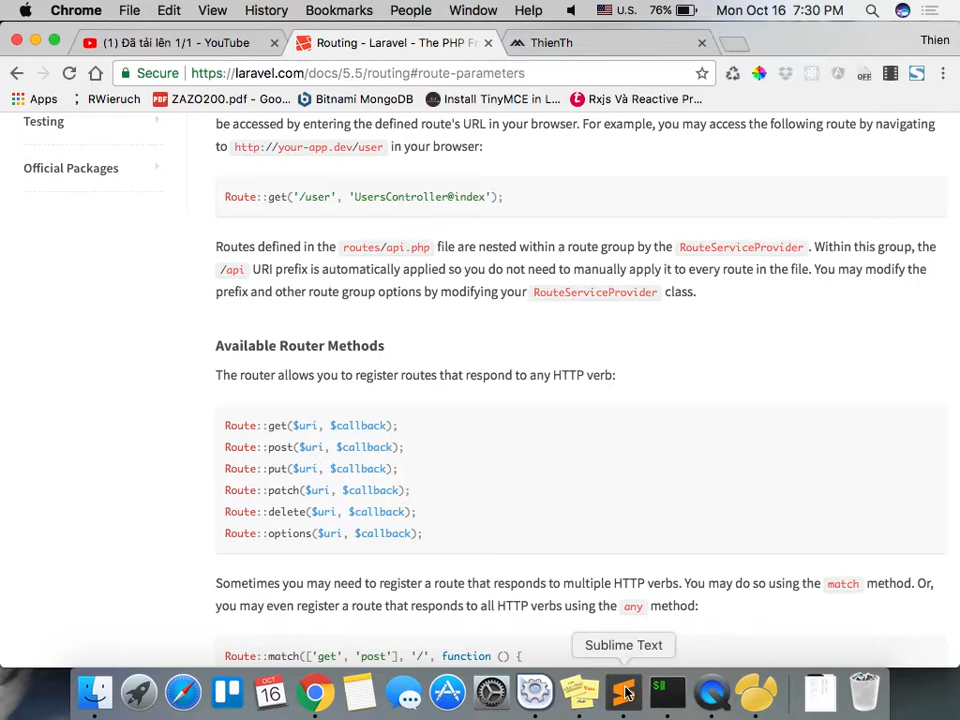 Chrome File Edit View History Bookmarks People Window Help U.S. 76% Mon Oct 16 7:30 PM
(1) Đã tải lên 1/1 - YouTube
Routing - Laravel - The PHP F
ThienTh
Thien
Secure https://laravel.com/docs/5.5/routing#route-parameters
OFF
Apps RWieruch ZAZO200.pdf - Goo... Bitnami MongoDB Install TinyMCE in L... Rxjs Và Reactive Pr...
Testing
Official Packages
be accessed by entering the defined route's URL in your browser. For example, you may access the following route by navigating
to http://your-app.dev/user in your browser:
Route::get('/user', 'UsersController@index');
Routes defined in the routes/api.php file are nested within a route group by the RouteServiceProvider. Within this group, the
/api URI prefix is automatically applied so you do not need to manually apply it to every route in the file. You may modify the
prefix and other route group options by modifying your RouteServiceProvider class.
Available Router Methods
The router allows you to register routes that respond to any HTTP verb:
Route::get($uri, $callback);
Route::post($uri, $callback);
Route::put($uri, $callback);
Route::patch($uri, $callback);
Route::delete($uri, $callback);
Route::options($uri, $callback);
Sometimes you may need to register a route that responds to multiple HTTP verbs. You may do so using the match method. Or,
you may even register a route that responds to all HTTP verbs using the any method:
Route::match(['get', 'post'], '/', function () {
Sublime Text
OCT
16